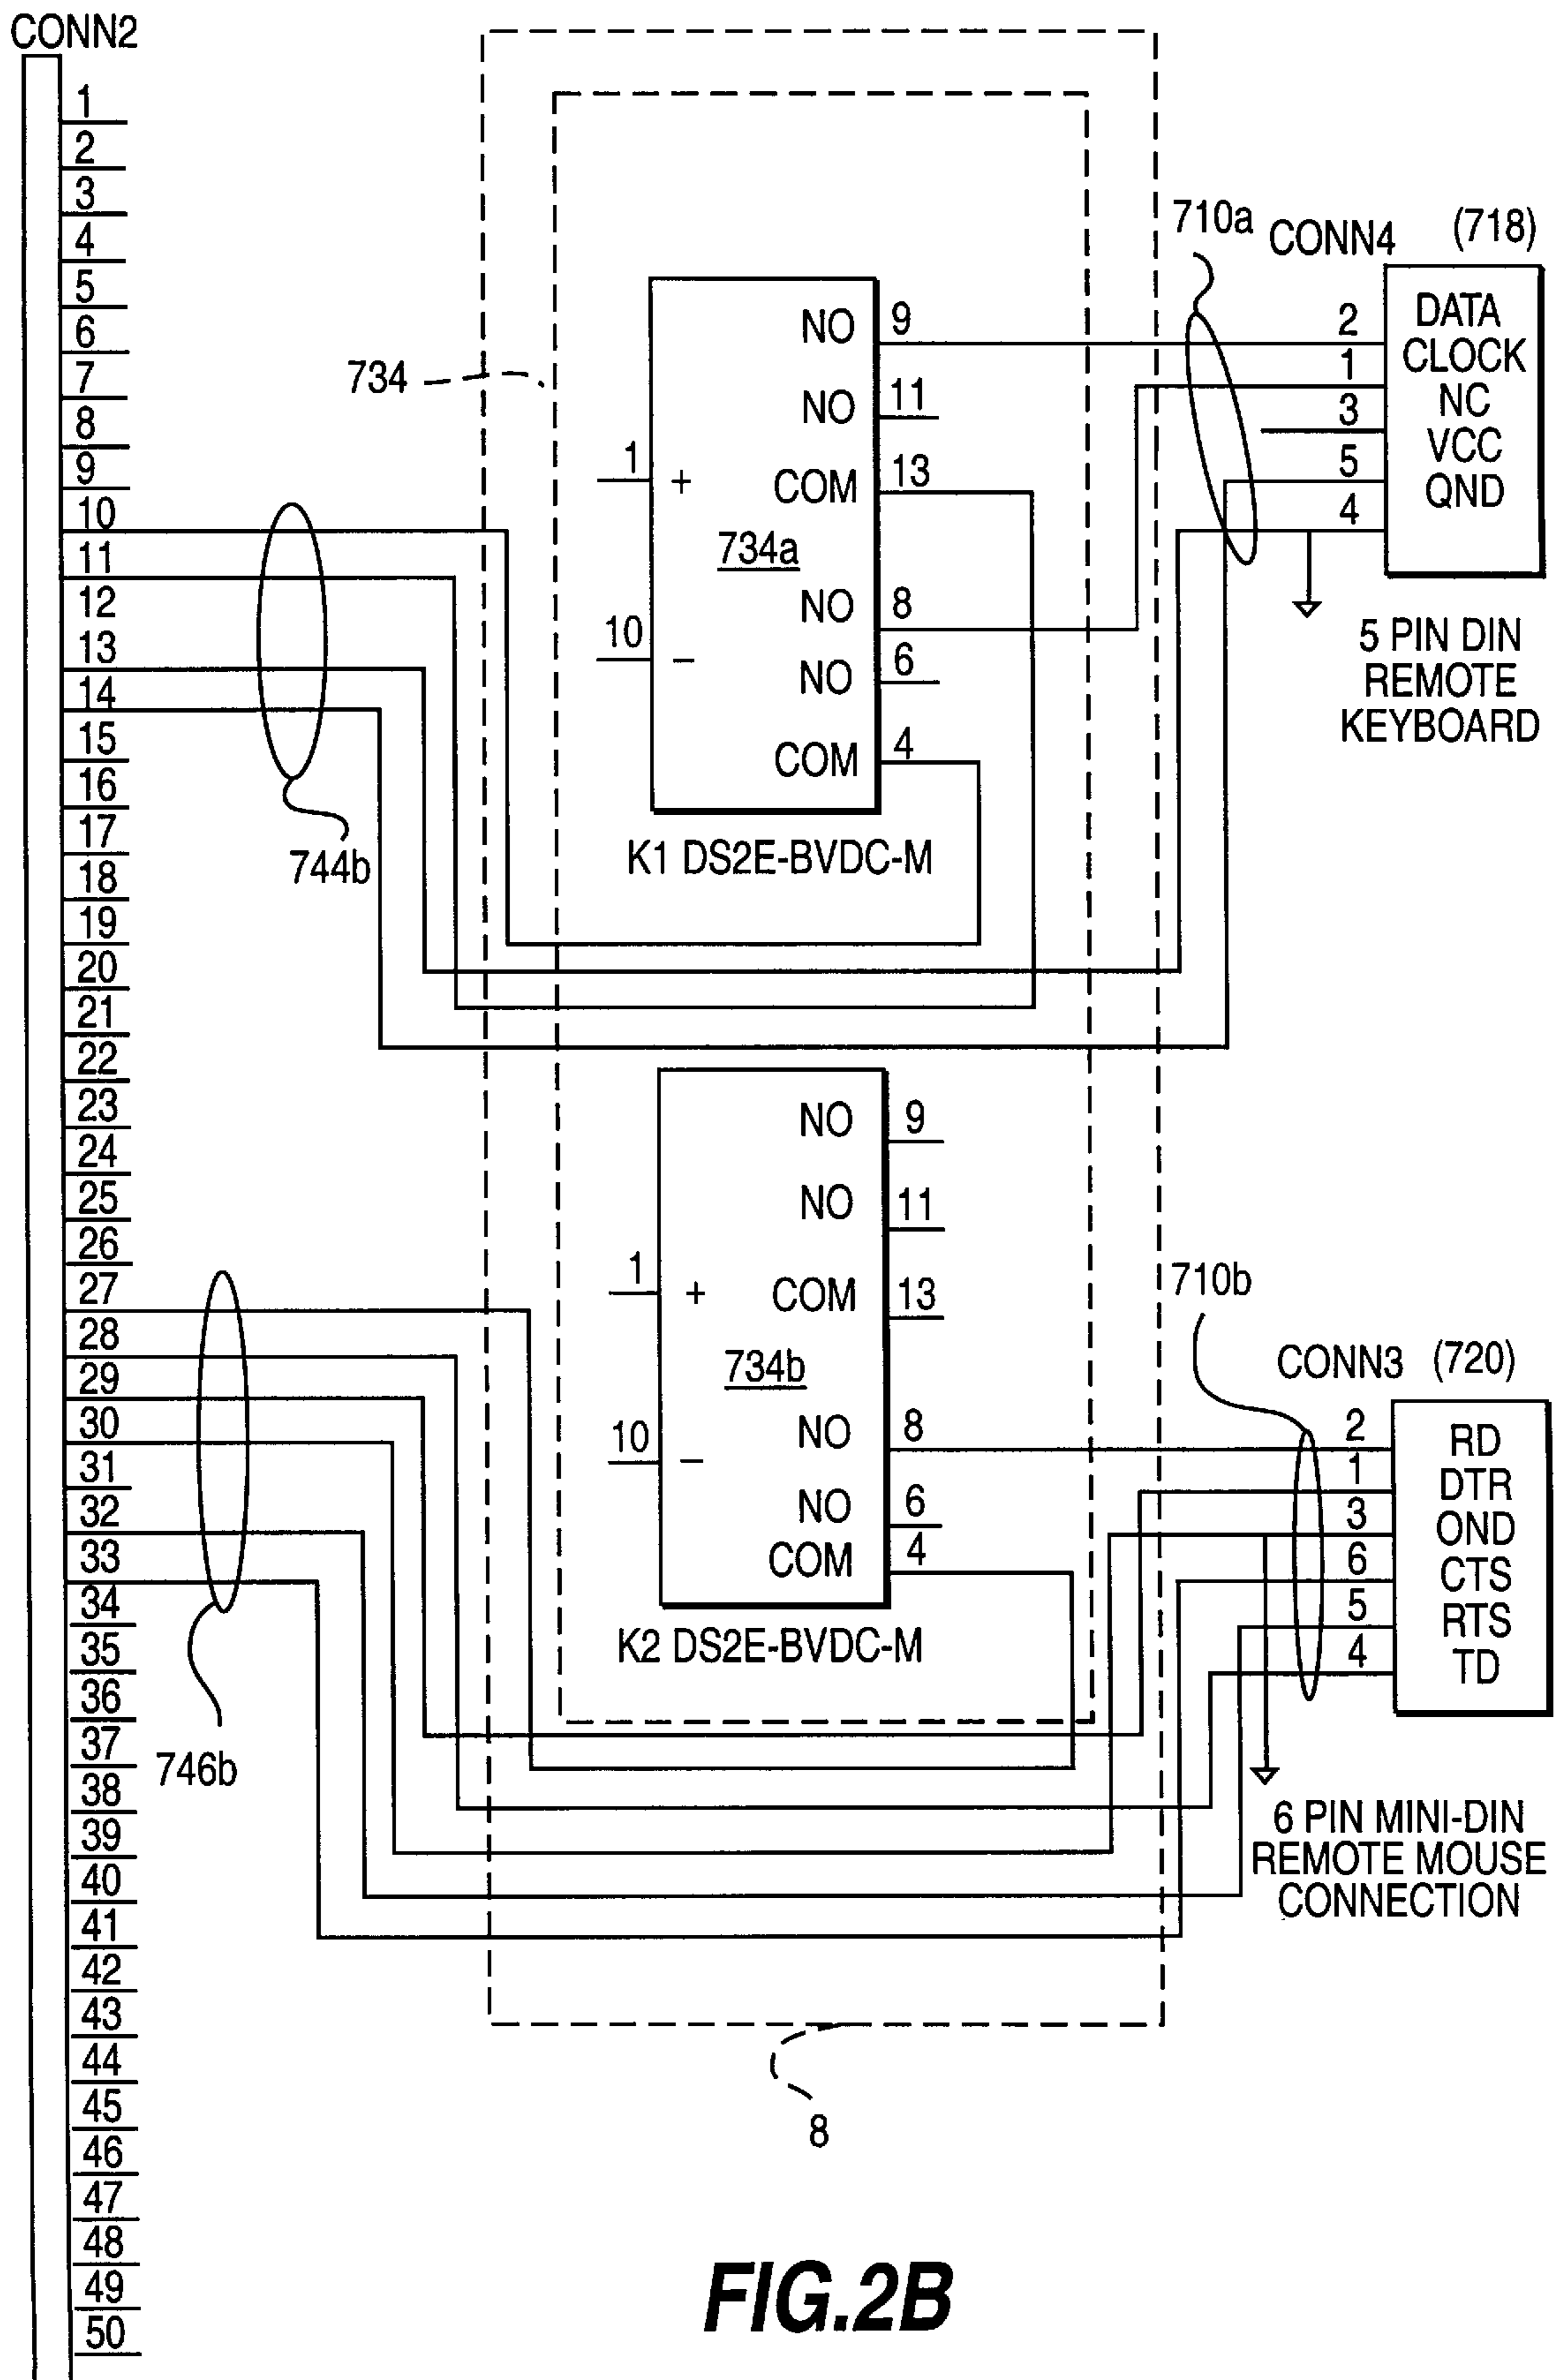 CONN2
1
2
3
4
5
6
7
8
9
10
11
12
13
14
15
16
17
18
19
20
21
22
23
24
25
26
27
28
29
30
31
32
33
34
35
36
37
38
39
40
41
42
43
44
45
46
47
48
49
50
744b
746b
734
1 +
10 –
NO 9
NO 11
COM 13
734a
NO 8
NO 6
COM 4
K1 DS2E-BVDC-M
710a
CONN4 (718)
2 DATA
1 CLOCK
3 NC
5 VCC
4 QND
5 PIN DIN
REMOTE
KEYBOARD
1 +
10 –
NO 9
NO 11
COM 13
734b
NO 8
NO 6
COM 4
K2 DS2E-BVDC-M
710b
CONN3 (720)
2 RD
1 DTR
3 OND
6 CTS
5 RTS
4 TD
6 PIN MINI-DIN
REMOTE MOUSE
CONNECTION
8
FIG.2B